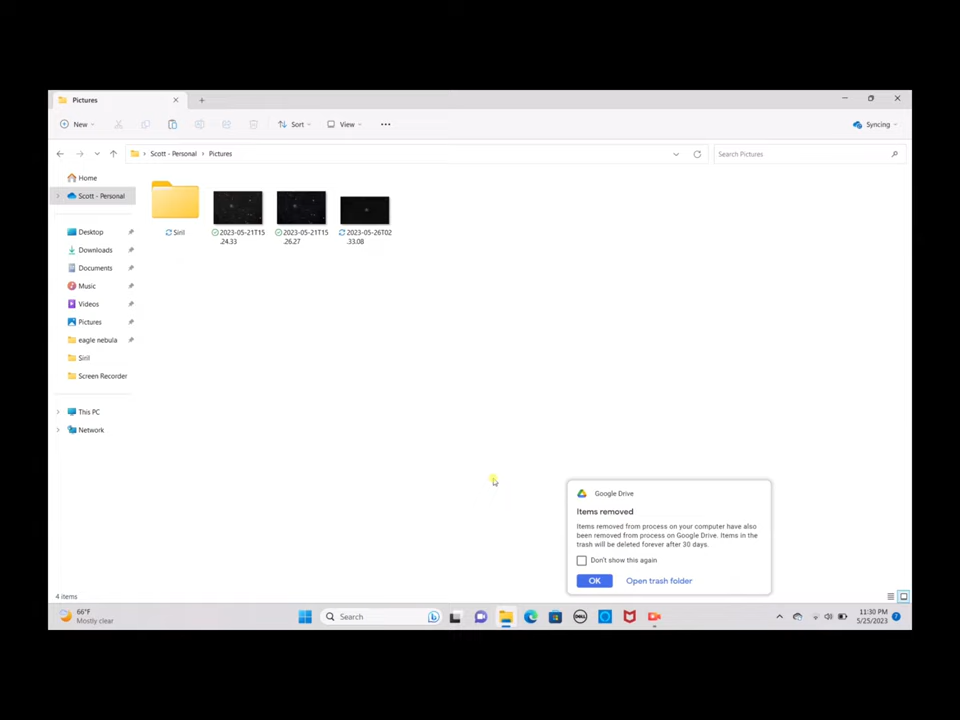 Pictures
New
Sort
View
Syncing
Scott - Personal
Pictures
Search Pictures
Home
Scott - Personal
Desktop
Downloads
Documents
Music
Videos
Pictures
eagle nebula
Siril
Screen Recorder
This PC
Network
Siril
2023-05-21T15
.24.33
2023-05-21T15
.26.27
2023-05-26T02
.33.08
Google Drive
Items removed
Items removed from process on your computer have also
been removed from process on Google Drive. Items in the
trash will be deleted forever after 30 days.
Don't show this again
OK
Open trash folder
4 items
66°F
Mostly clear
Search
DELL
11:30 PM
5/25/2023
7